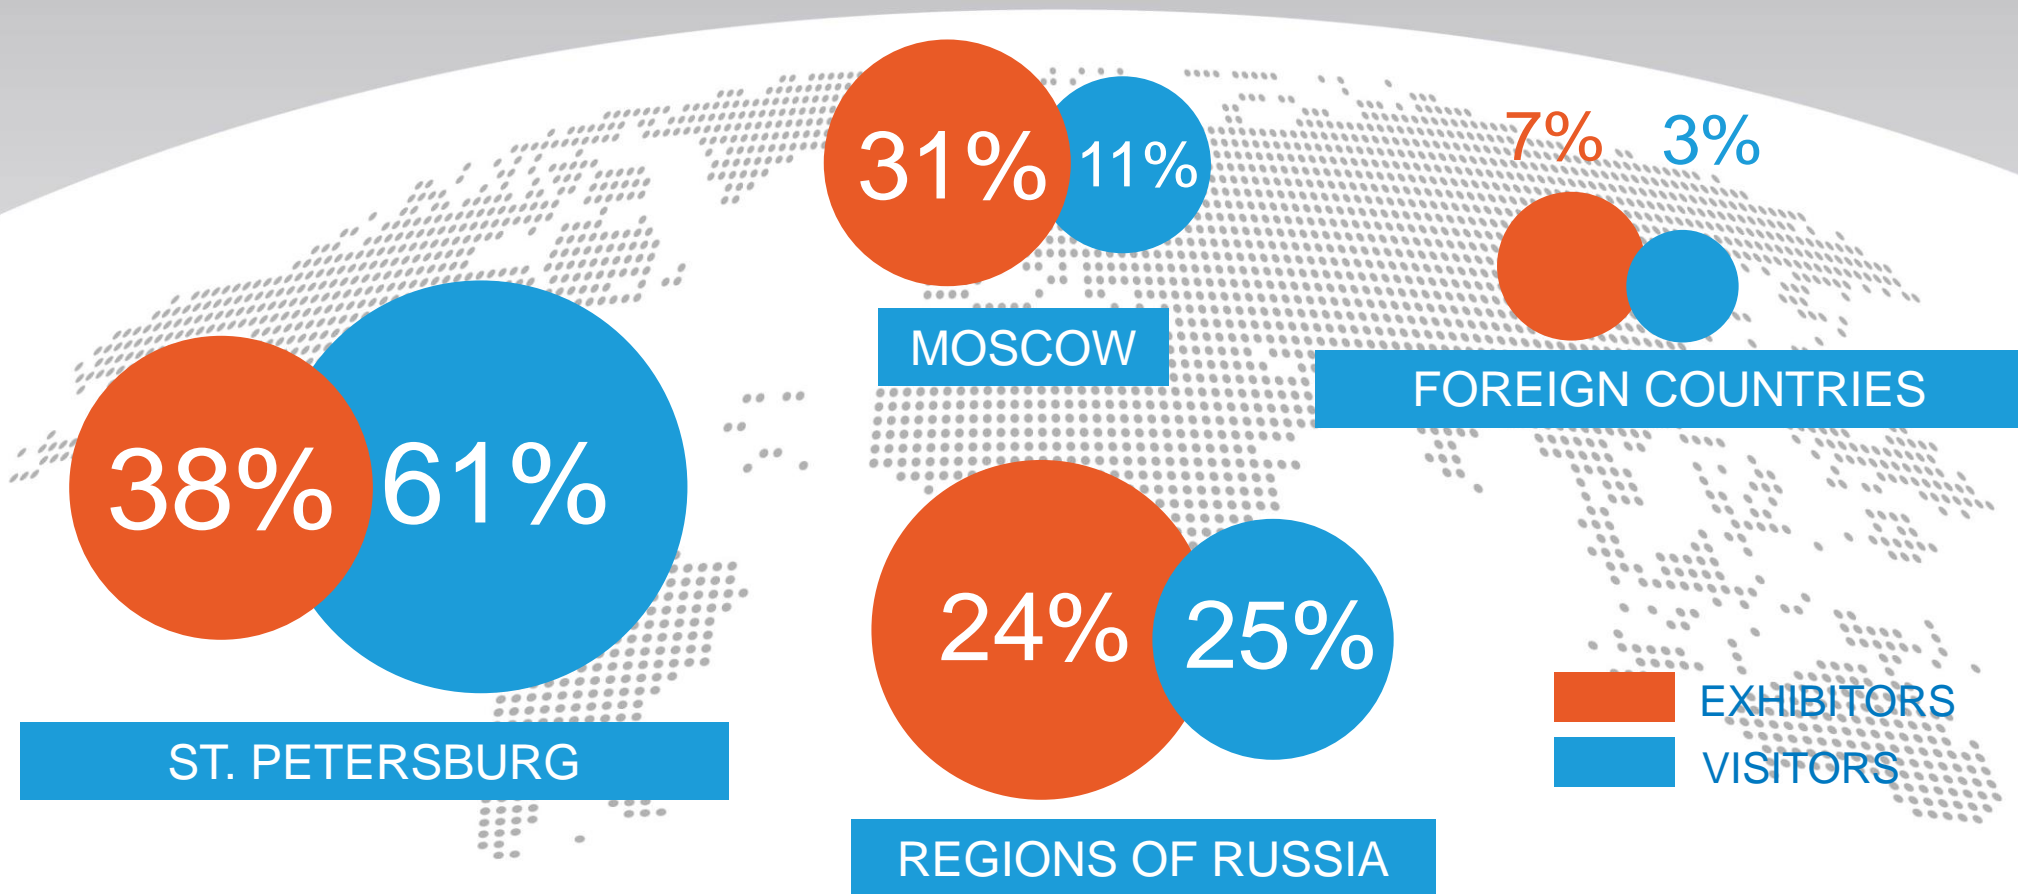 31% 11%
MOSCOW
7% 3%
FOREIGN COUNTRIES
38% 61%
ST. PETERSBURG
24% 25%
REGIONS OF RUSSIA
EXHIBITORS
VISITORS